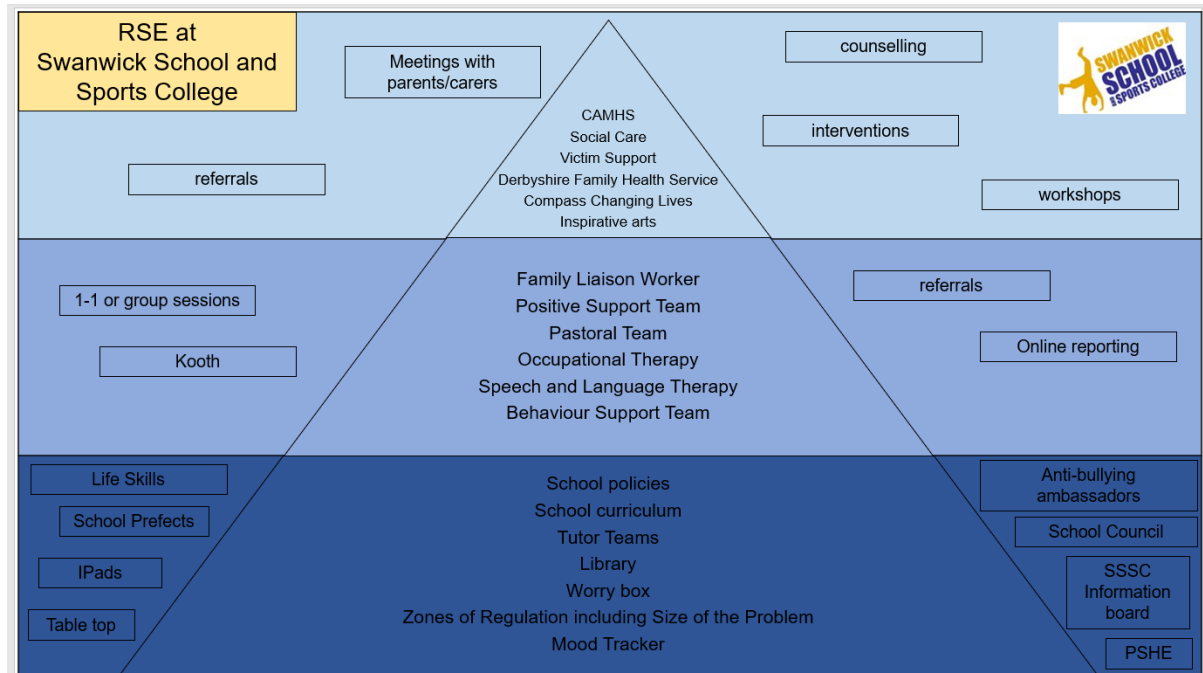 RSE at
Swanwick School and
Sports College
Meetings with
parents/carers
counselling
SWANWICK
SCHOOL
AND SPORTS COLLEGE
interventions
referrals
workshops
CAMHS
Social Care
Victim Support
Derbyshire Family Health Service
Compass Changing Lives
Inspirative arts
1-1 or group sessions
Kooth
Family Liaison Worker
Positive Support Team
Pastoral Team
Occupational Therapy
Speech and Language Therapy
Behaviour Support Team
referrals
Online reporting
Life Skills
School Prefects
IPads
Table top
School policies
School curriculum
Tutor Teams
Library
Worry box
Zones of Regulation including Size of the Problem
Mood Tracker
Anti-bullying
ambassadors
School Council
SSSC
Information
board
PSHE